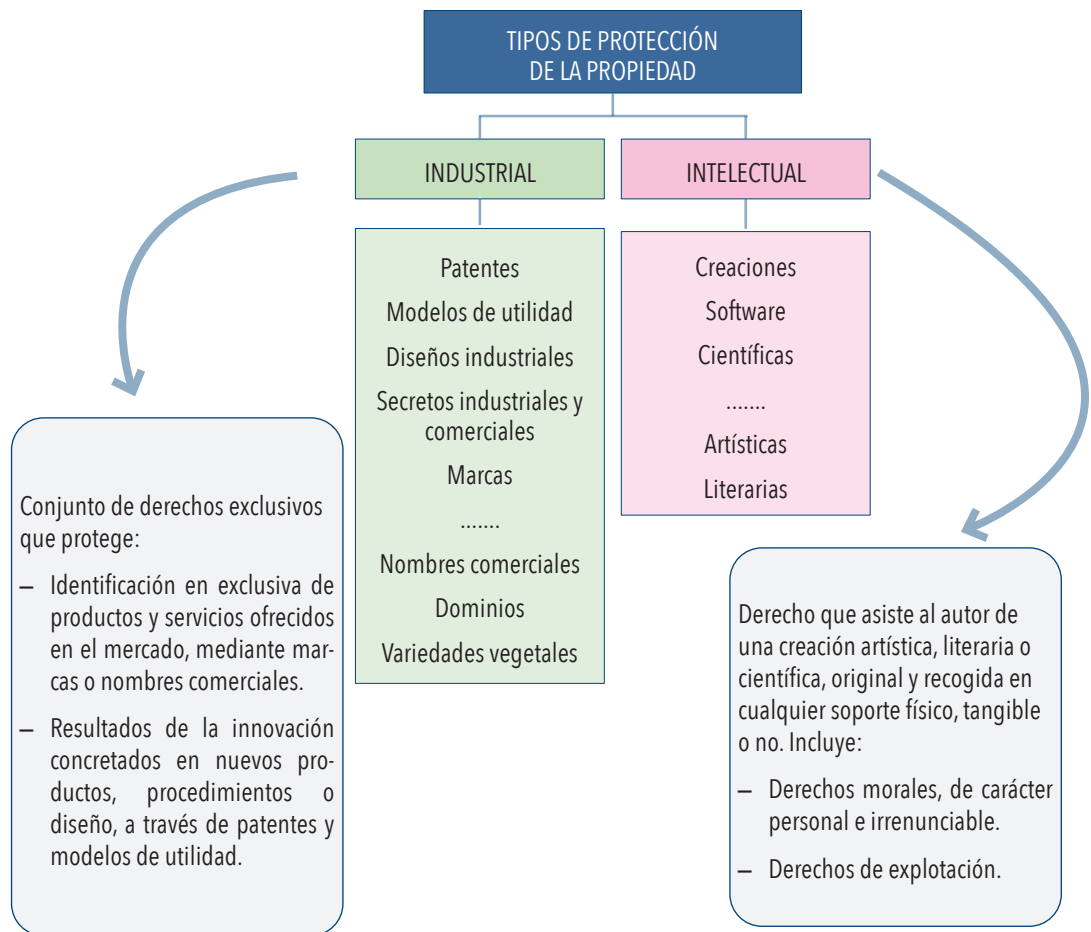 TIPOS DE PROTECCIÓN
DE LA PROPIEDAD
INDUSTRIAL
INTELECTUAL
Patentes
Modelos de utilidad
Diseños industriales
Secretos industriales y
comerciales
Marcas
.......
Nombres comerciales
Dominios
Variedades vegetales
Creaciones
Software
Científicas
.......
Artísticas
Literarias
Conjunto de derechos exclusivos
que protege:
– Identificación en exclusiva de
productos y servicios ofrecidos
en el mercado, mediante mar-
cas o nombres comerciales.
– Resultados de la innovación
concretados en nuevos pro-
ductos, procedimientos o
diseño, a través de patentes y
modelos de utilidad.
Derecho que asiste al autor de
una creación artística, literaria o
científica, original y recogida en
cualquier soporte físico, tangible
o no. Incluye:
– Derechos morales, de carácter
personal e irrenunciable.
– Derechos de explotación.